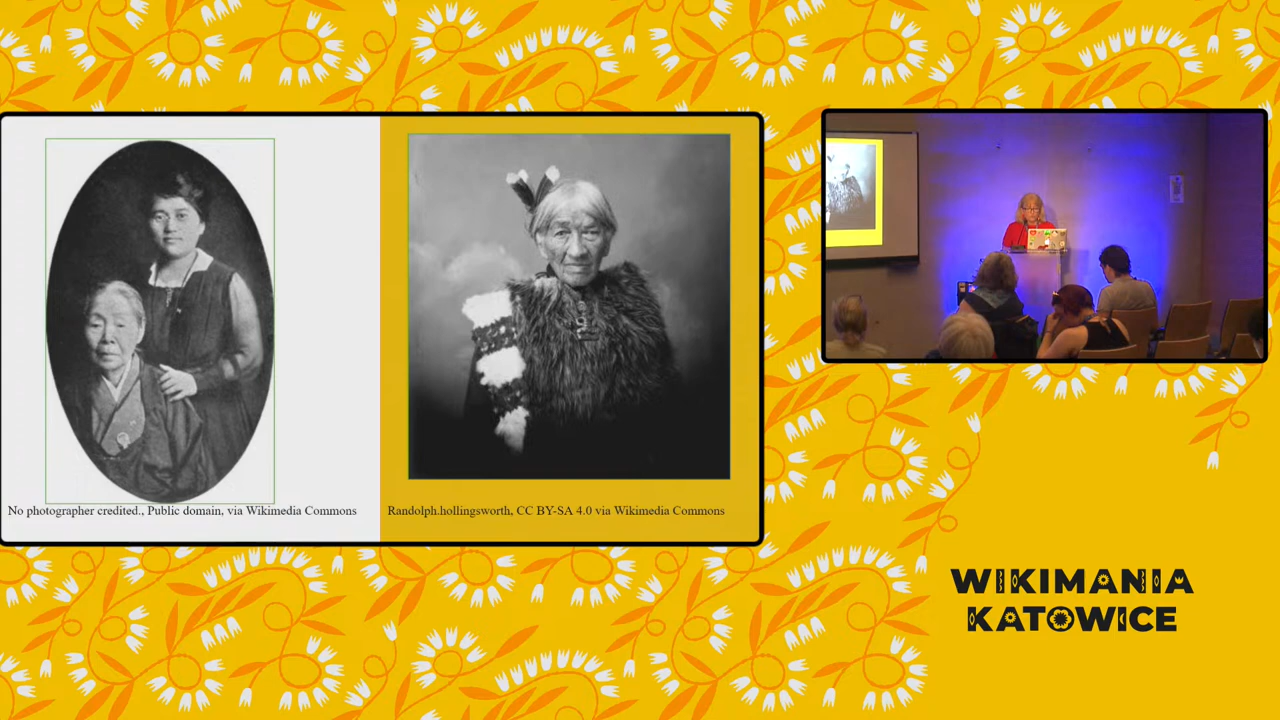 No photographer credited., Public domain, via Wikimedia Commons
Randolph.hollingsworth, CC BY-SA 4.0 via Wikimedia Commons
WIKIMANIA
KATOWICE